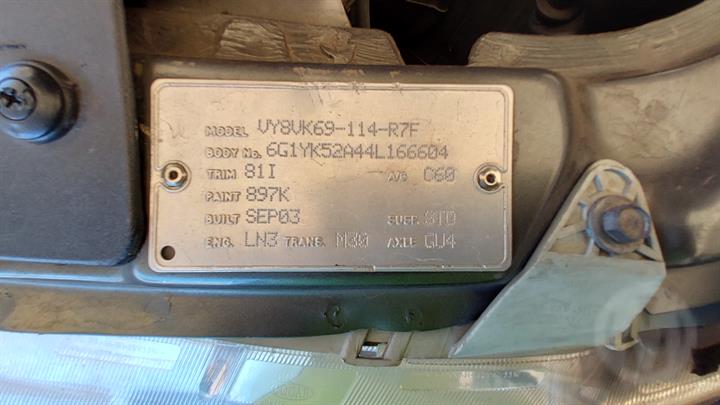 MODEL VY8VK69-114-R7F
BODY No. 6G1YK52A44L166604
TRIM 81I A/C C60
PAINT 897K
BUILT SEP03 SUSP. STD
ENG. LN3 TRANS. M30 AXLE GU4